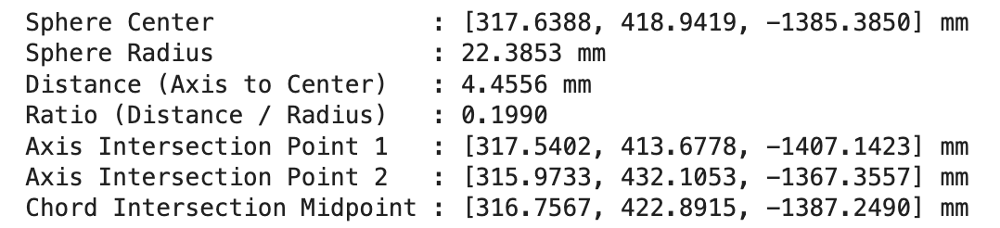 Sphere Center : [317.6388, 418.9419, -1385.3850] mm
Sphere Radius : 22.3853 mm
Distance (Axis to Center) : 4.4556 mm
Ratio (Distance / Radius) : 0.1990
Axis Intersection Point 1 : [317.5402, 413.6778, -1407.1423] mm
Axis Intersection Point 2 : [315.9733, 432.1053, -1367.3557] mm
Chord Intersection Midpoint : [316.7567, 422.8915, -1387.2490] mm